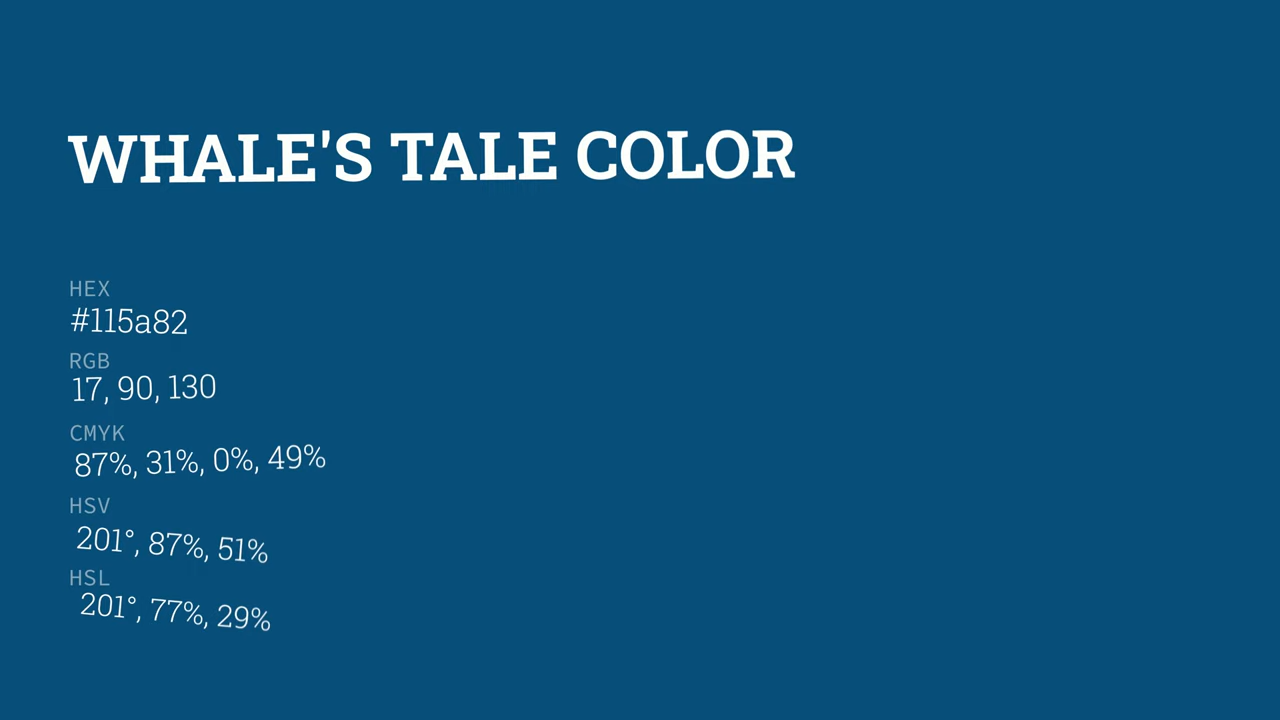 WHALE'S TALE COLOR
HEX
#115a82
RGB
17, 90, 130
CMYK
87%, 31%, 0%, 49%
HSV
201°, 87%, 51%
HSL
201°, 77%, 29%